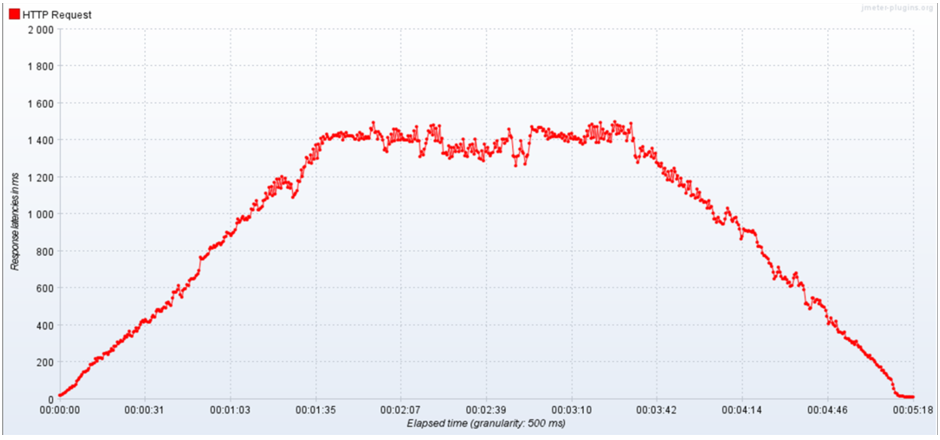 jmeter-plugins.org
HTTP Request
2 000
1 800
1 600
1 400
1 200
1 000
800
600
400
200
0
00:00:00 00:00:31 00:01:03 00:01:35 00:02:07 00:02:39 00:03:10 00:03:42 00:04:14 00:04:46 00:05:18
Elapsed time (granularity: 500 ms)
Response latencies in ms